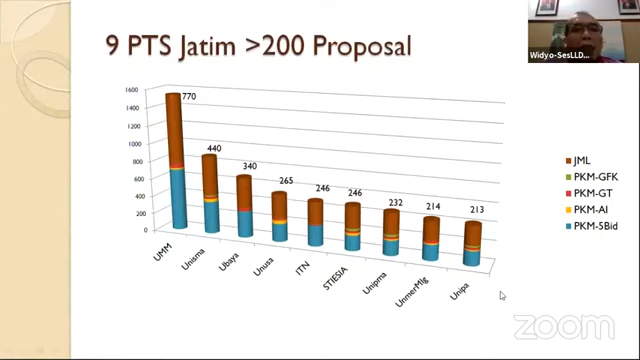 9 PTS Jatim >200 Proposal
Widyo-SesLLD...
1600
1400
1200
1000
800
600
400
200
0
770
440
340
265
246
246
232
214
213
UMM
Unisma
Ubaya
Unusa
ITN
STIESIA
Unipma
UnmerMlg
Unipa
JML
PKM-GFK
PKM-GT
PKM-AI
PKM-5Bid
zoom